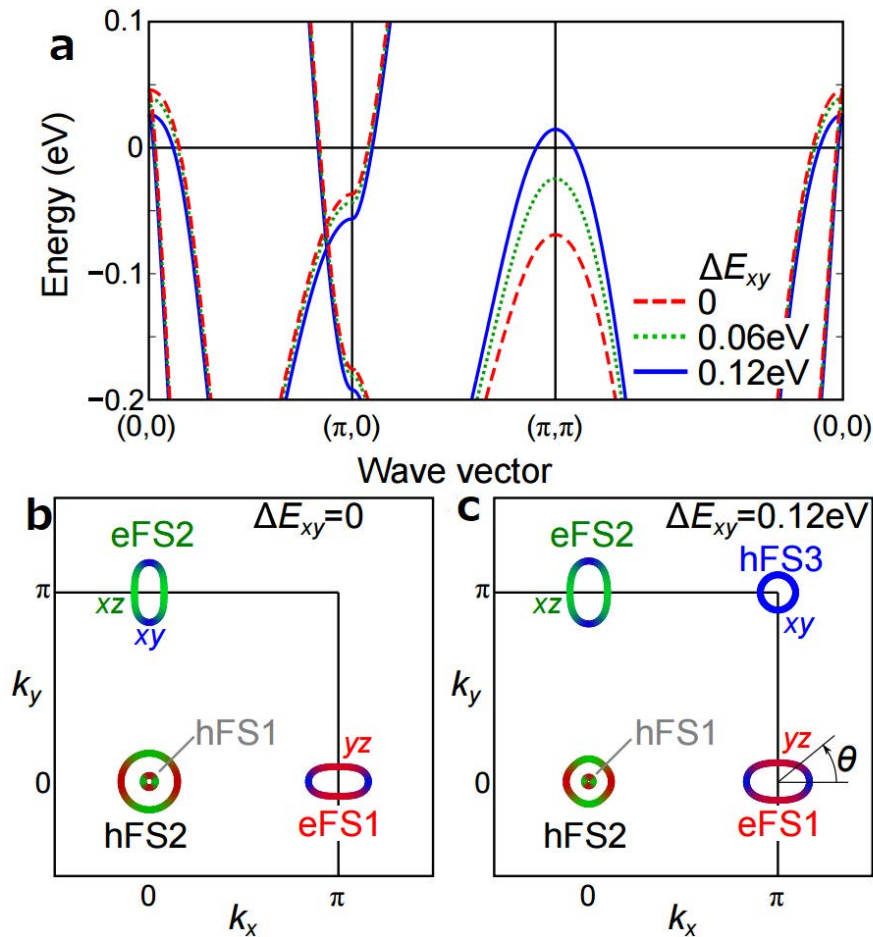 a
Energy (eV)
0.1
0
−0.1
−0.2
ΔExy
0
0.06eV
0.12eV
(0,0)
(π,0)
(π,π)
(0,0)
Wave vector
b
ΔExy=0
eFS2
π
xz
xy
ky
hFS1
yz
0
hFS2
eFS1
0
π
kx
c
ΔExy=0.12eV
eFS2
hFS3
π
xz
xy
ky
hFS1
yz
θ
0
hFS2
eFS1
0
π
kx